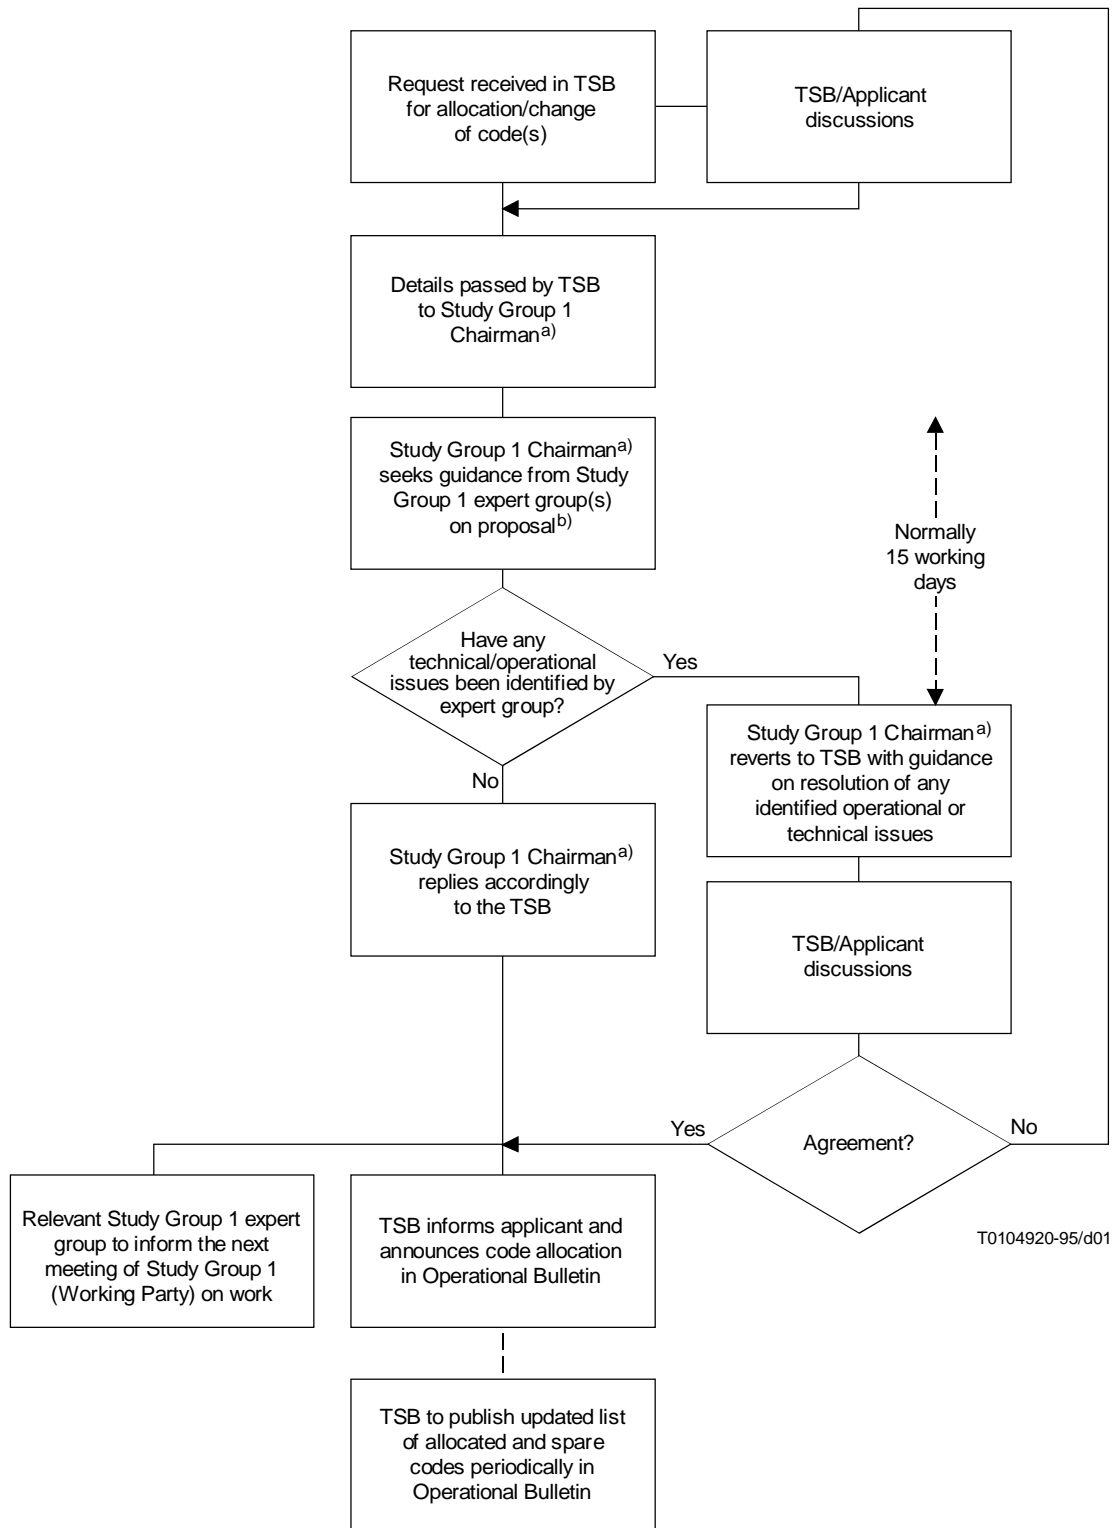 Request received in TSB
for allocation/change
of code(s)
TSB/Applicant
discussions
Details passed by TSB
to Study Group 1
Chairmana)
Study Group 1 Chairmana)
seeks guidance from Study
Group 1 expert group(s)
on proposalb)
Normally
15 working
days
Have any
technical/operational
issues been identified by
expert group?
Yes
No
Study Group 1 Chairmana)
reverts to TSB with guidance
on resolution of any
identified operational or
technical issues
Study Group 1 Chairmana)
replies accordingly
to the TSB
TSB/Applicant
discussions
Agreement?
Yes
No
Relevant Study Group 1 expert
group to inform the next
meeting of Study Group 1
(Working Party) on work
TSB informs applicant and
announces code allocation
in Operational Bulletin
T0104920-95/d01
TSB to publish updated list
of allocated and spare
codes periodically in
Operational Bulletin